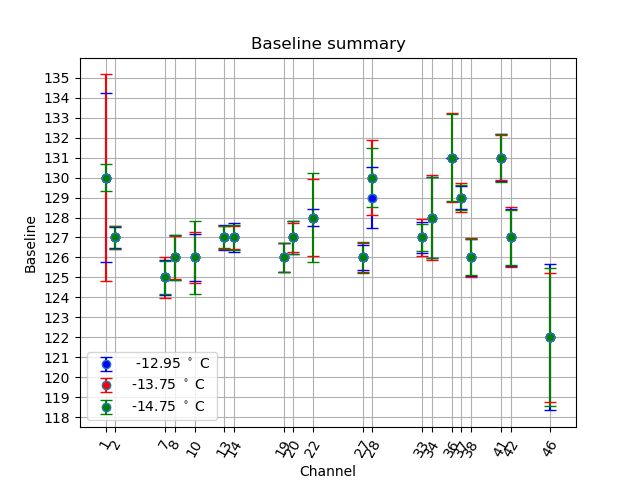 Baseline summary
135
134
133
132
131
130
129
128
127
126
125
124
123
122
121
120
119
118
Baseline
-12.95 ° C
-13.75 ° C
-14.75 ° C
1 2 7 8 10 13 14 19 20 22 27 28 33 34 36 37 38 41 42 46
Channel